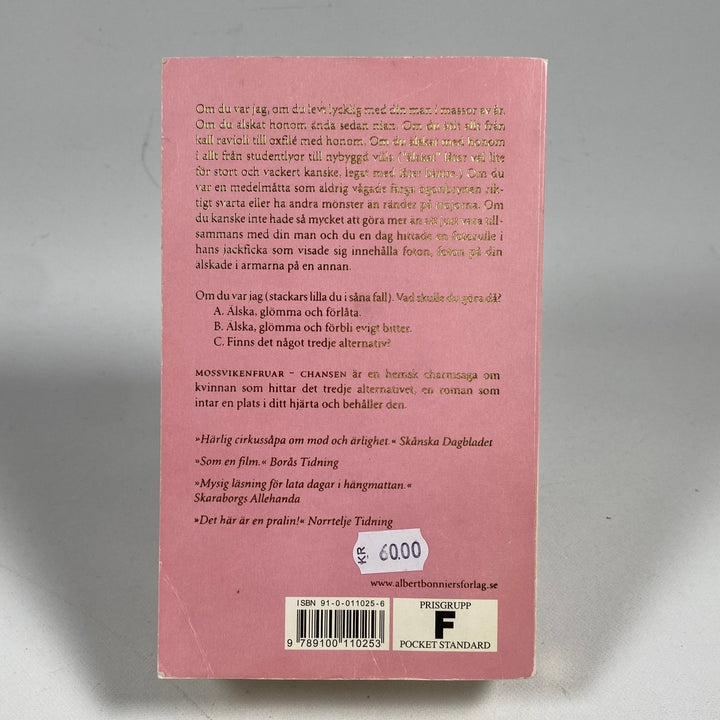 Om du var jag, om du levt lycklig med din man i massor av år.
Om du älskat honom ända sedan nian. Om du ätit allt från
kall ravioli till oxfilé med honom. Om du älskat med honom
i allt från studentlyor till nybyggd villa. ("älskat" låter väl lite
för stort och vackert kanske, legat med låter bättre.) Om du
var en medelmåtta som aldrig vågade färga ögonbrynen rik-
tigt svarta eller ha andra mönster än ränder på tröjorna. Om
du kanske inte hade så mycket att göra mer än att just vara till-
sammans med din man och du en dag hittade en fotorulle i
hans jackficka som visade sig innehålla foton, foton på din
älskade i armarna på en annan.
Om du var jag (stackars lilla du i såna fall). Vad skulle du göra då?
A. Älska, glömma och förlåta.
B. Älska, glömma och förbli evigt bitter.
C. Finns det något tredje alternativ?
MOSSVIKENFRUAR – CHANSEN är en hemsk charmsaga om
kvinnan som hittar det tredje alternativet, en roman som
intar en plats i ditt hjärta och behåller den.
»Härlig cirkussåpa om mod och ärlighet.« Skånska Dagbladet
»Som en film.« Borås Tidning
»Mysig läsning för lata dagar i hängmattan.«
Skaraborgs Allehanda
»Det här är en pralin!« Norrtelje Tidning
KR 60.00
www.albertbonniersforlag.se
ISBN 91-0-011025-6
9 789100 110253
PRISGRUPP
F
POCKET STANDARD